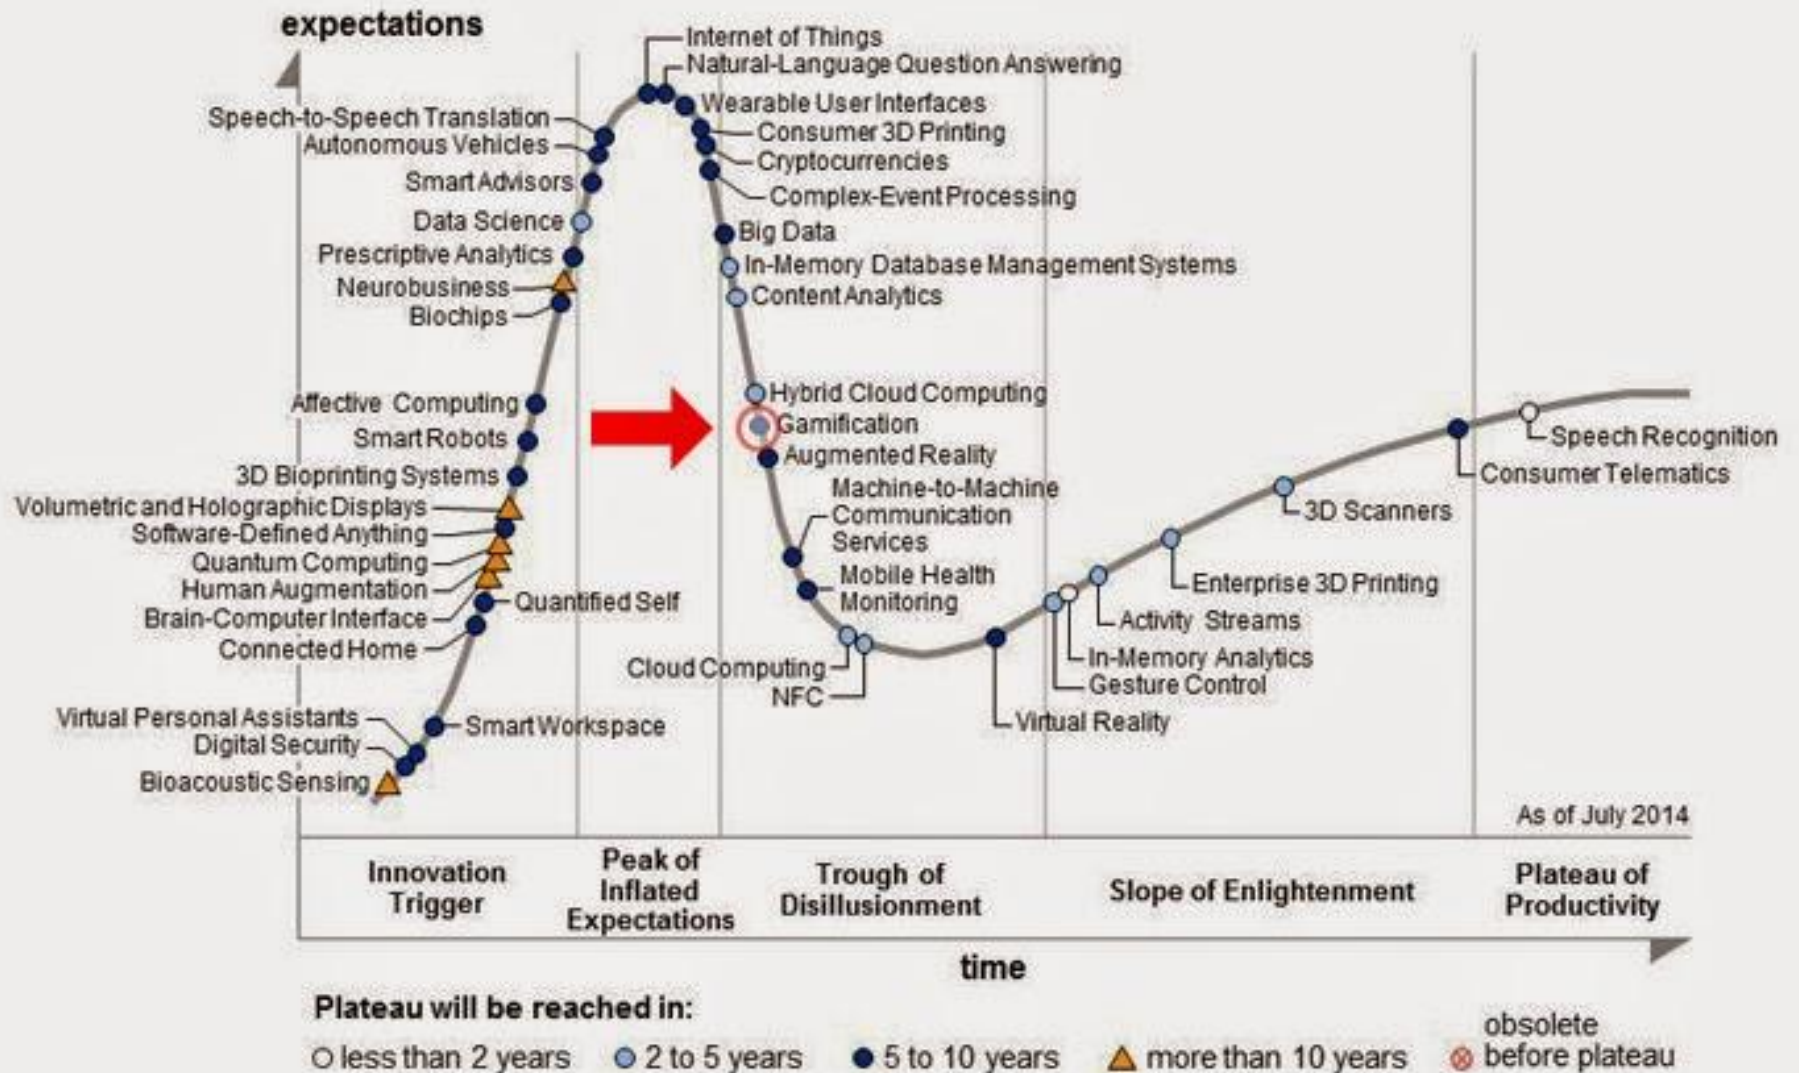 expectations
Internet of Things
Natural-Language Question Answering
Wearable User Interfaces
Speech-to-Speech Translation
Consumer 3D Printing
Autonomous Vehicles
Cryptocurrencies
Smart Advisors
Complex-Event Processing
Data Science
Big Data
Prescriptive Analytics
In-Memory Database Management Systems
Neurobusiness
Content Analytics
Biochips
Hybrid Cloud Computing
Affective Computing
Gamification
Smart Robots
Augmented Reality
3D Bioprinting Systems
Machine-to-Machine
Communication
Services
Volumetric and Holographic Displays
Software-Defined Anything
Quantum Computing
Human Augmentation
Brain-Computer Interface
Connected Home
Quantified Self
Mobile Health
Monitoring
Speech Recognition
Consumer Telematics
3D Scanners
Enterprise 3D Printing
Activity Streams
In-Memory Analytics
Gesture Control
Cloud Computing
NFC
Virtual Reality
Virtual Personal Assistants
Smart Workspace
Digital Security
Bioacoustic Sensing
As of July 2014
Innovation
Trigger
Peak of
Inflated
Expectations
Trough of
Disillusionment
Slope of Enlightenment
Plateau of
Productivity
time
Plateau will be reached in:
less than 2 years
2 to 5 years
5 to 10 years
more than 10 years
obsolete
before plateau